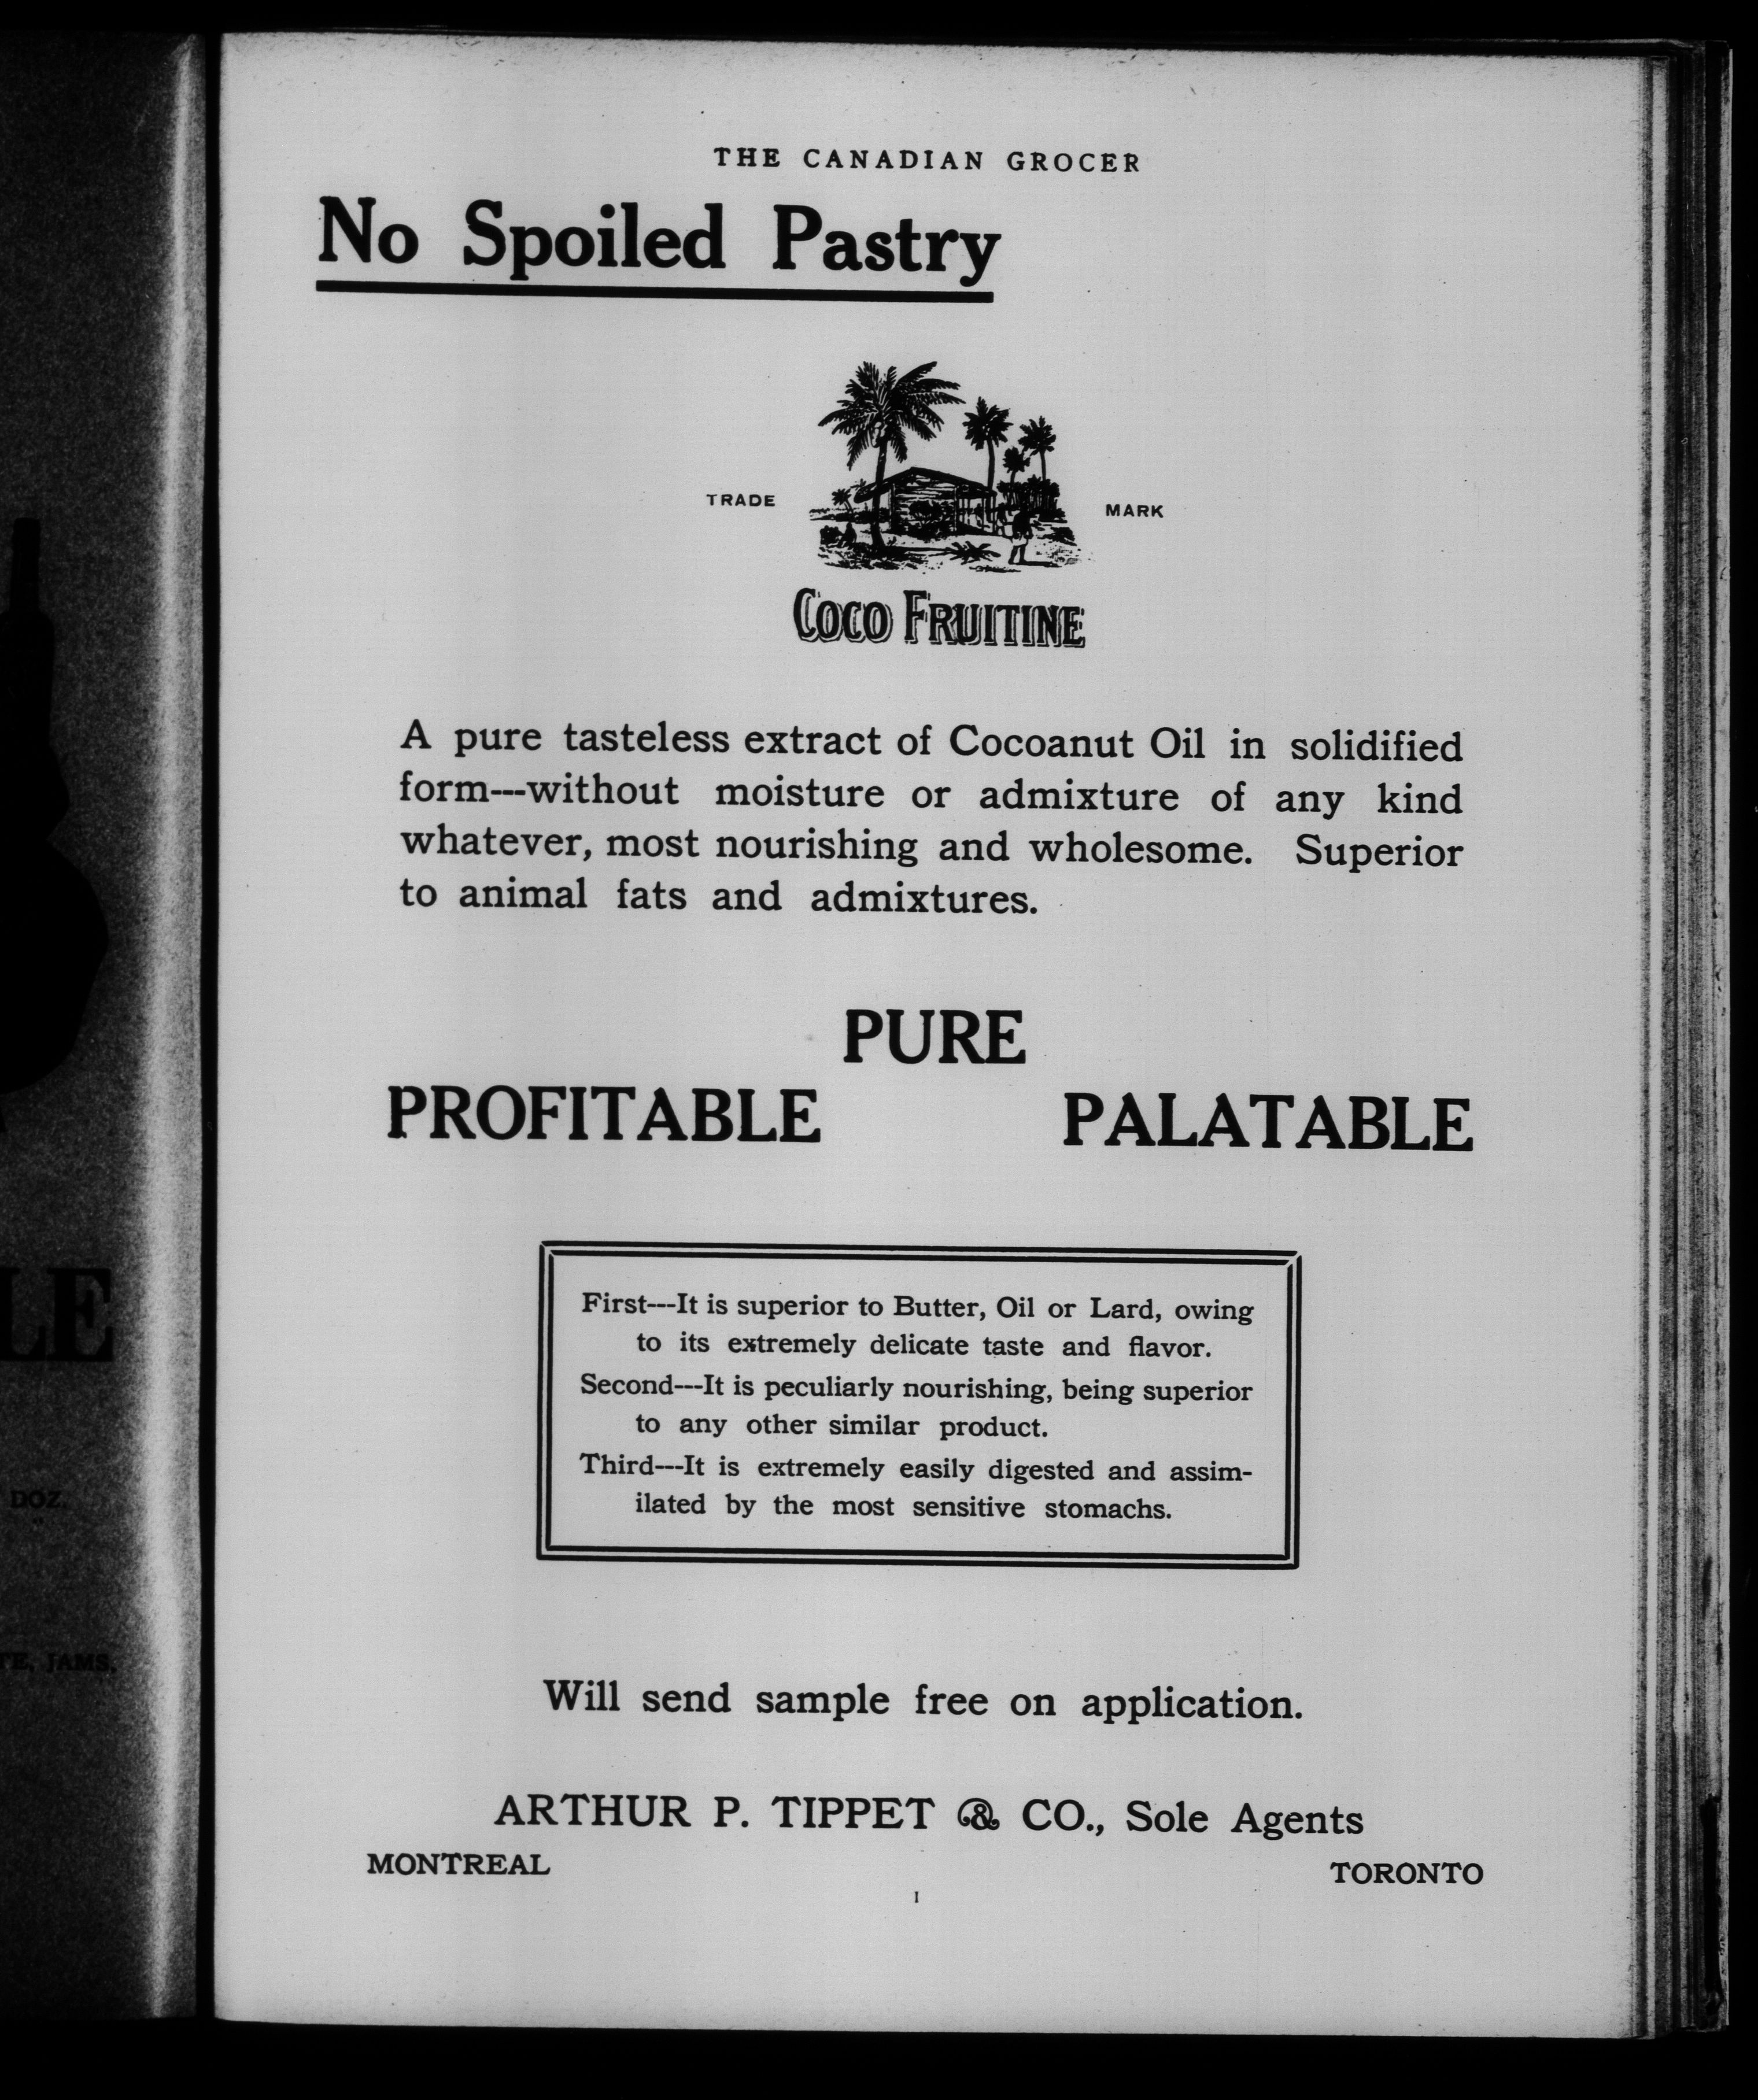 THE CANADIAN GROCER
No Spoiled Pastry
TRADE MARK
COCO FRUITINE
A pure tasteless extract of Cocoanut Oil in solidified
form---without moisture or admixture of any kind
whatever, most nourishing and wholesome. Superior
to animal fats and admixtures.
PURE
PROFITABLE PALATABLE
First---It is superior to Butter, Oil or Lard, owing
to its extremely delicate taste and flavor.
Second---It is peculiarly nourishing, being superior
to any other similar product.
Third---It is extremely easily digested and assim-
ilated by the most sensitive stomachs.
Will send sample free on application.
ARTHUR P. TIPPET & CO., Sole Agents
MONTREAL TORONTO
I
LE
DOZ.
JAMS,